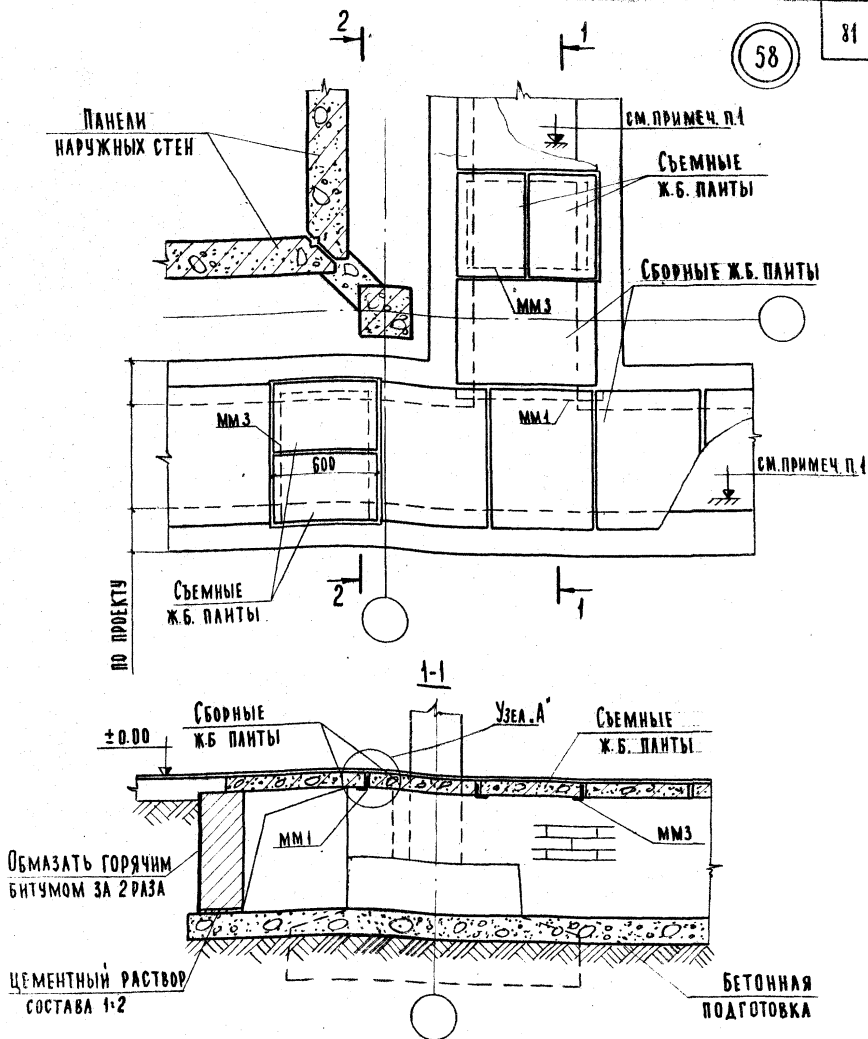 2
1
58
81
ПАНЕЛИ
НАРУЖНЫХ СТЕН
СМ. ПРИМЕЧ. П.1
СЪЕМНЫЕ
Ж.Б. ПЛИТЫ
СБОРНЫЕ Ж.Б. ПЛИТЫ
ММ3
ММ3
ММ1
600
СМ. ПРИМЕЧ. П.1
ПО ПРОЕКТУ
СЪЕМНЫЕ
Ж.Б. ПЛИТЫ
2
1
1-1
СБОРНЫЕ
Ж.Б ПЛИТЫ
УЗЕЛ „А"
СЪЕМНЫЕ
Ж.Б. ПЛИТЫ
±0.00
ММ1
ММ3
ОБМАЗАТЬ ГОРЯЧИМ
БИТУМОМ ЗА 2 РАЗА
ЦЕМЕНТНЫЙ РАСТВОР
СОСТАВА 1:2
БЕТОННАЯ
ПОДГОТОВКА